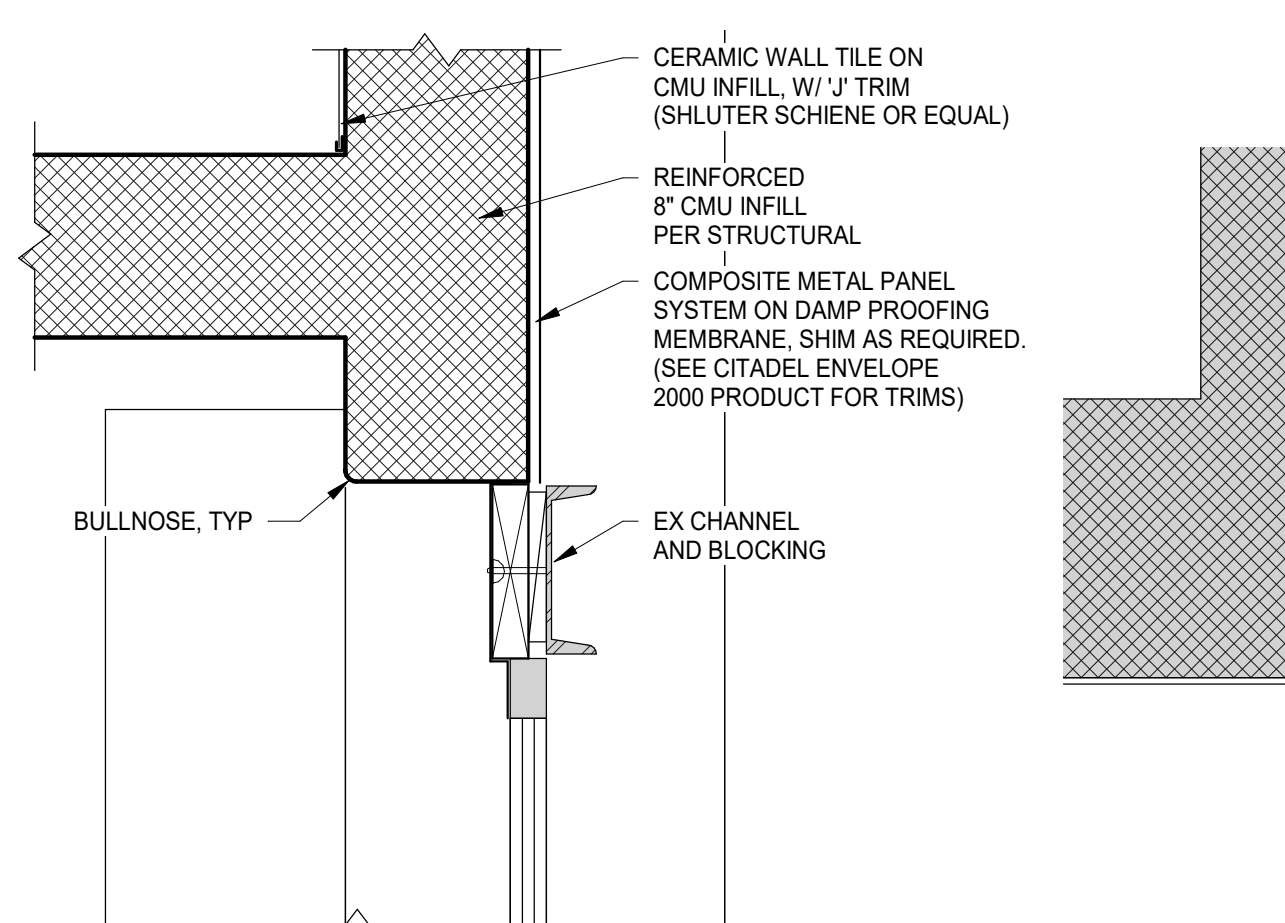 CERAMIC WALL TILE ON
CMU INFILL, W/ 'J' TRIM
(SHLUTER SCHIENE OR EQUAL)
REINFORCED
8" CMU INFILL
PER STRUCTURAL
COMPOSITE METAL PANEL
SYSTEM ON DAMP PROOFING
MEMBRANE, SHIM AS REQUIRED.
(SEE CITADEL ENVELOPE
2000 PRODUCT FOR TRIMS)
BULLNOSE, TYP
EX CHANNEL
AND BLOCKING